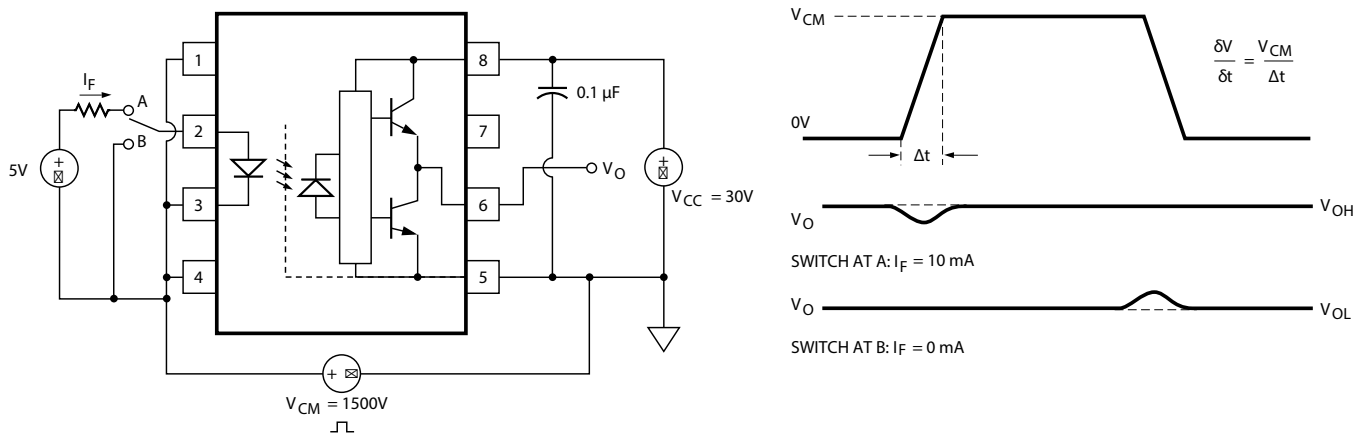 1
2
3
4
8
7
6
5
I_F
A
B
5V
+
0.1 µF
V_O
+
V_CC = 30V
+
V_CM = 1500V
V_CM
0V
Δt
δV/δt = V_CM/Δt
V_O
V_OH
SWITCH AT A: I_F = 10 mA
V_O
V_OL
SWITCH AT B: I_F = 0 mA